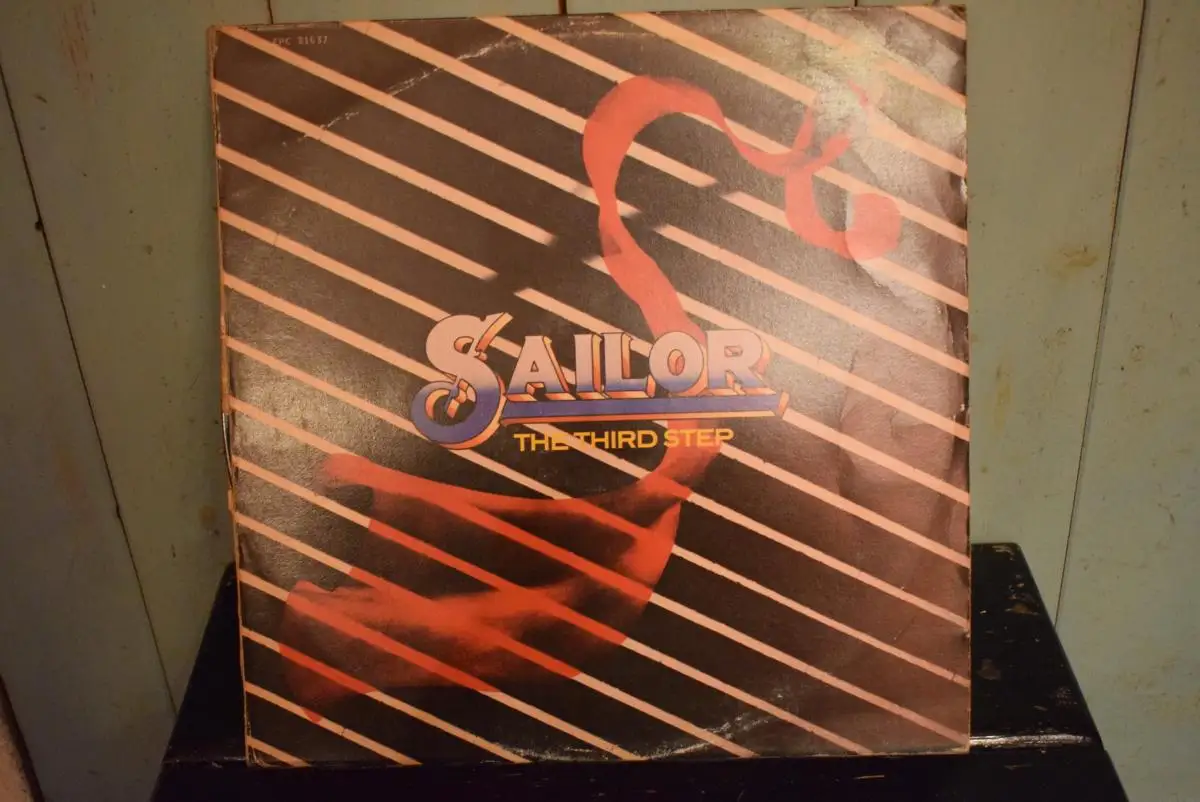 EPC 81637
SAILOR
THE THIRD STEP